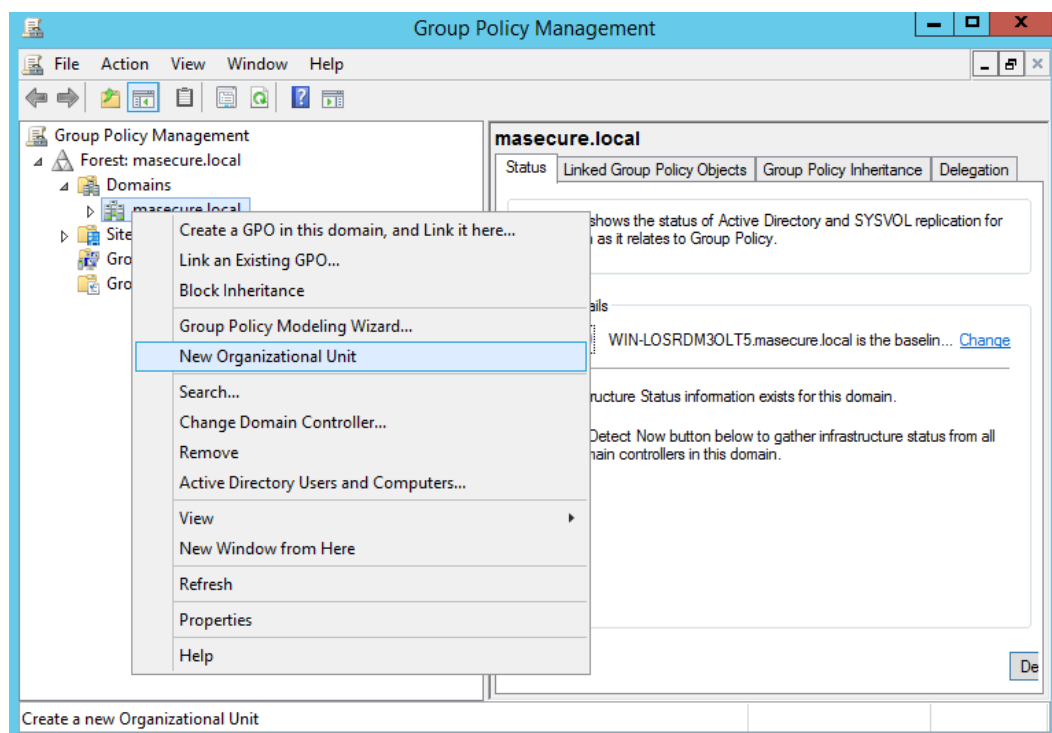 Group Policy Management
File Action View Window Help
Group Policy Management
Forest: masecure.local
Domains
masecure.local
Site
Gro
Gro
Create a GPO in this domain, and Link it here...
Link an Existing GPO...
Block Inheritance
Group Policy Modeling Wizard...
New Organizational Unit
Search...
Change Domain Controller...
Remove
Active Directory Users and Computers...
View
New Window from Here
Refresh
Properties
Help
masecure.local
Status Linked Group Policy Objects Group Policy Inheritance Delegation
shows the status of Active Directory and SYSVOL replication for
as it relates to Group Policy.
ails
WIN-LOSRDM3OLT5.masecure.local is the baselin... Change
ructure Status information exists for this domain.
Detect Now button below to gather infrastructure status from all
main controllers in this domain.
De
Create a new Organizational Unit